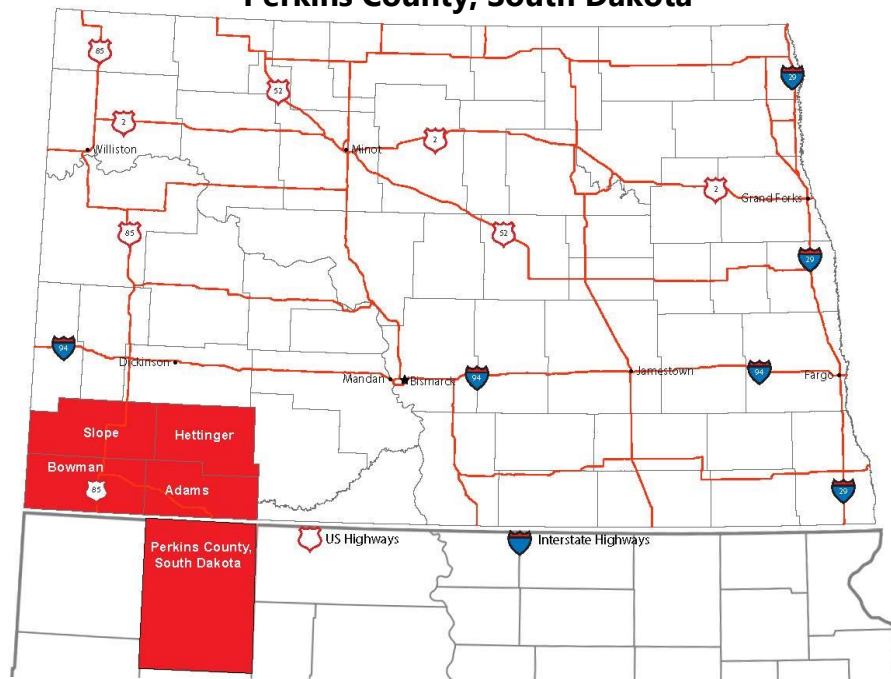 Perkins County, South Dakota
85
29
52
2
2
Williston
Minot
2
Grand Forks
85
52
29
94
Dickinson
Mandan
Bismarck
94
Jamestown
94
Fargo
Slope
Hettinger
Bowman
85
Adams
29
Perkins County,
South Dakota
US Highways
Interstate Highways